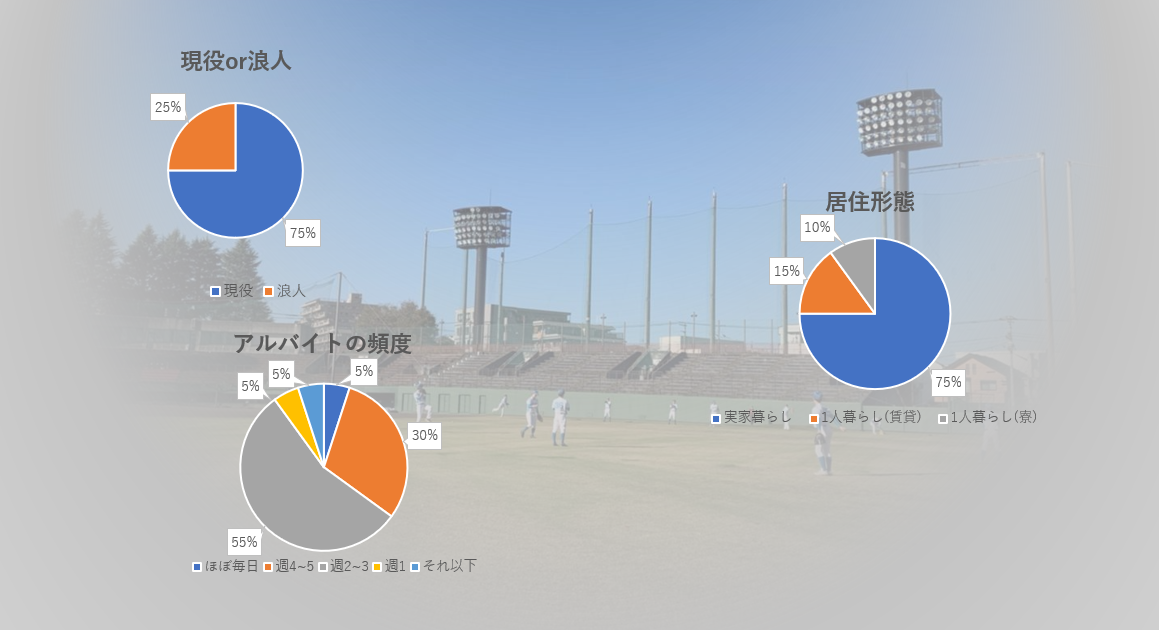 現役or浪人
25%
75%
現役 浪人
アルバイトの頻度
5%
5%
5%
30%
55%
ほぼ毎日 週4~5 週2~3 週1 それ以下
居住形態
10%
15%
75%
実家暮らし 1人暮らし(賃貸) 1人暮らし(寮)